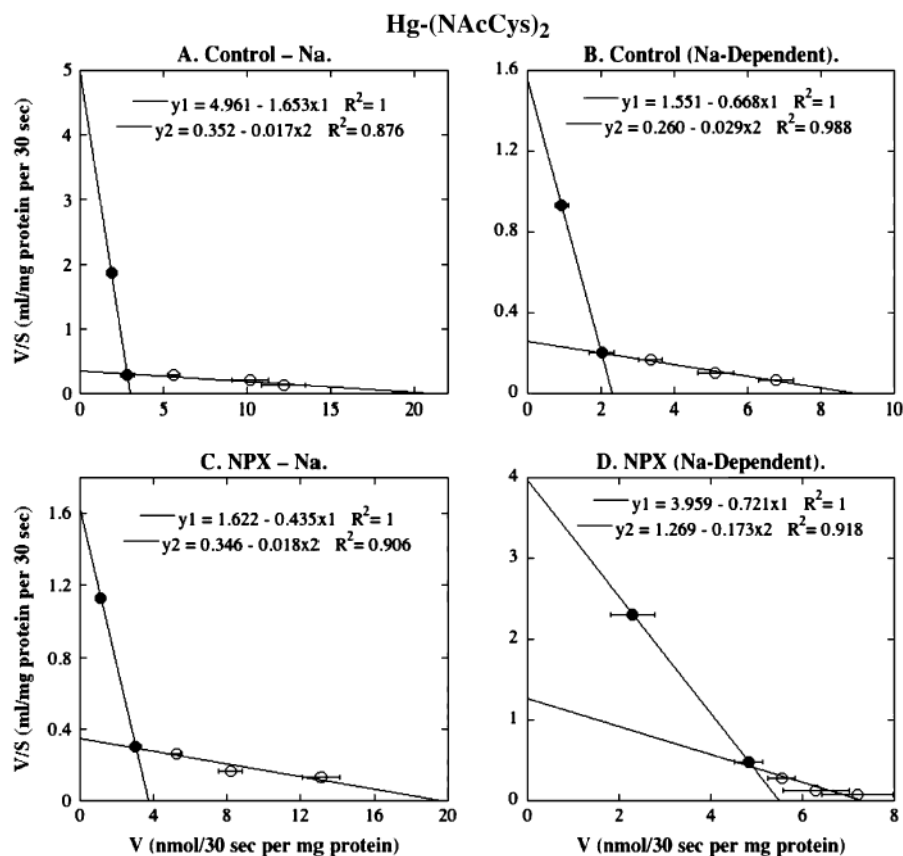 Hg-(NAcCys)2
A. Control – Na.
5
4
3
2
1
0
0 5 10 15 20
y1 = 4.961 - 1.653x1 R2= 1
y2 = 0.352 - 0.017x2 R2= 0.876
V/S (ml/mg protein per 30 sec)
B. Control (Na-Dependent).
1.6
1.2
0.8
0.4
0
0 2 4 6 8 10
y1 = 1.551 - 0.668x1 R2= 1
y2 = 0.260 - 0.029x2 R2= 0.988
C. NPX – Na.
1.6
1.2
0.8
0.4
0
0 4 8 12 16 20
y1 = 1.622 - 0.435x1 R2= 1
y2 = 0.346 - 0.018x2 R2= 0.906
V/S (ml/mg protein per 30 sec)
V (nmol/30 sec per mg protein)
D. NPX (Na-Dependent).
4
3
2
1
0
0 2 4 6 8
y1 = 3.959 - 0.721x1 R2= 1
y2 = 1.269 - 0.173x2 R2= 0.918
V (nmol/30 sec per mg protein)